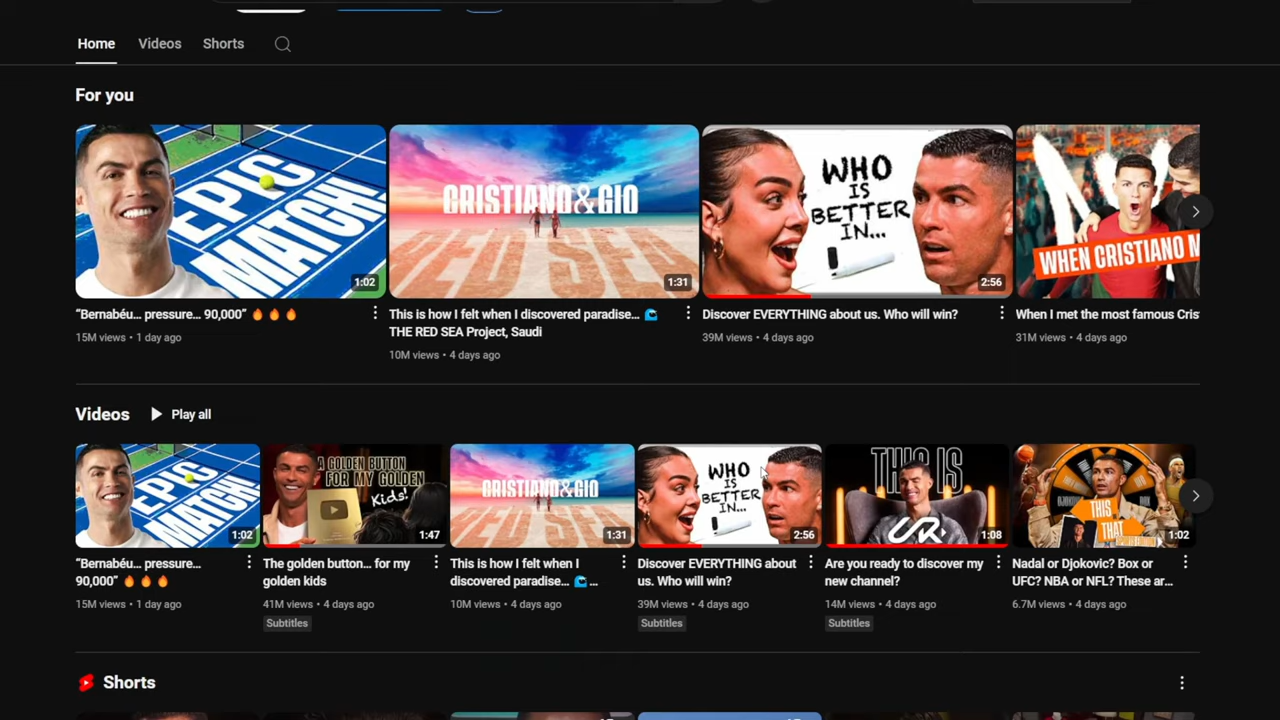 Home
Videos
Shorts
For you
EPIC
MATCH!
1:02
CRISTIANO&GIO
RED SEA
1:31
WHO
IS
BETTER
IN...
2:56
WHEN CRISTIANO M
“Bernabéu... pressure... 90,000” 🔥🔥🔥
15M views • 1 day ago
This is how I felt when I discovered paradise... 🌊
THE RED SEA Project, Saudi
10M views • 4 days ago
Discover EVERYTHING about us. Who will win?
39M views • 4 days ago
When I met the most famous Cris
31M views • 4 days ago
Videos
Play all
EPIC
MATCH!
1:02
A GOLDEN BUTTON
FOR MY GOLDEN
Kids!
1:47
CRISTIANO&GIO
RED SEA
1:31
WHO
IS
BETTER
IN...
2:56
THIS IS
UR
1:08
THIS
THAT
1:02
“Bernabéu... pressure...
90,000” 🔥🔥🔥
15M views • 1 day ago
The golden button... for my
golden kids
41M views • 4 days ago
Subtitles
This is how I felt when I
discovered paradise... 🌊 ...
10M views • 4 days ago
Discover EVERYTHING about
us. Who will win?
39M views • 4 days ago
Subtitles
Are you ready to discover my
new channel?
14M views • 4 days ago
Subtitles
Nadal or Djokovic? Box or
UFC? NBA or NFL? These ar...
6.7M views • 4 days ago
Shorts